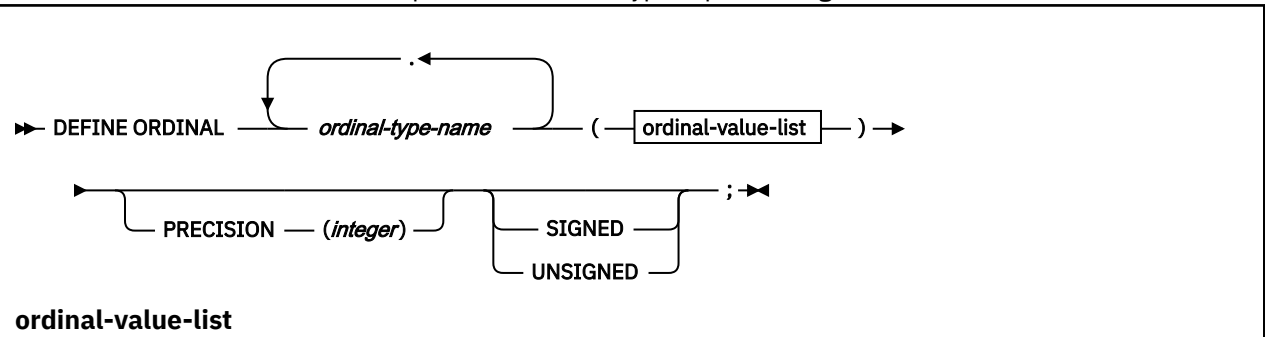 .
DEFINE ORDINAL ordinal-type-name ( ordinal-value-list )
PRECISION (integer) ;
SIGNED
UNSIGNED
ordinal-value-list